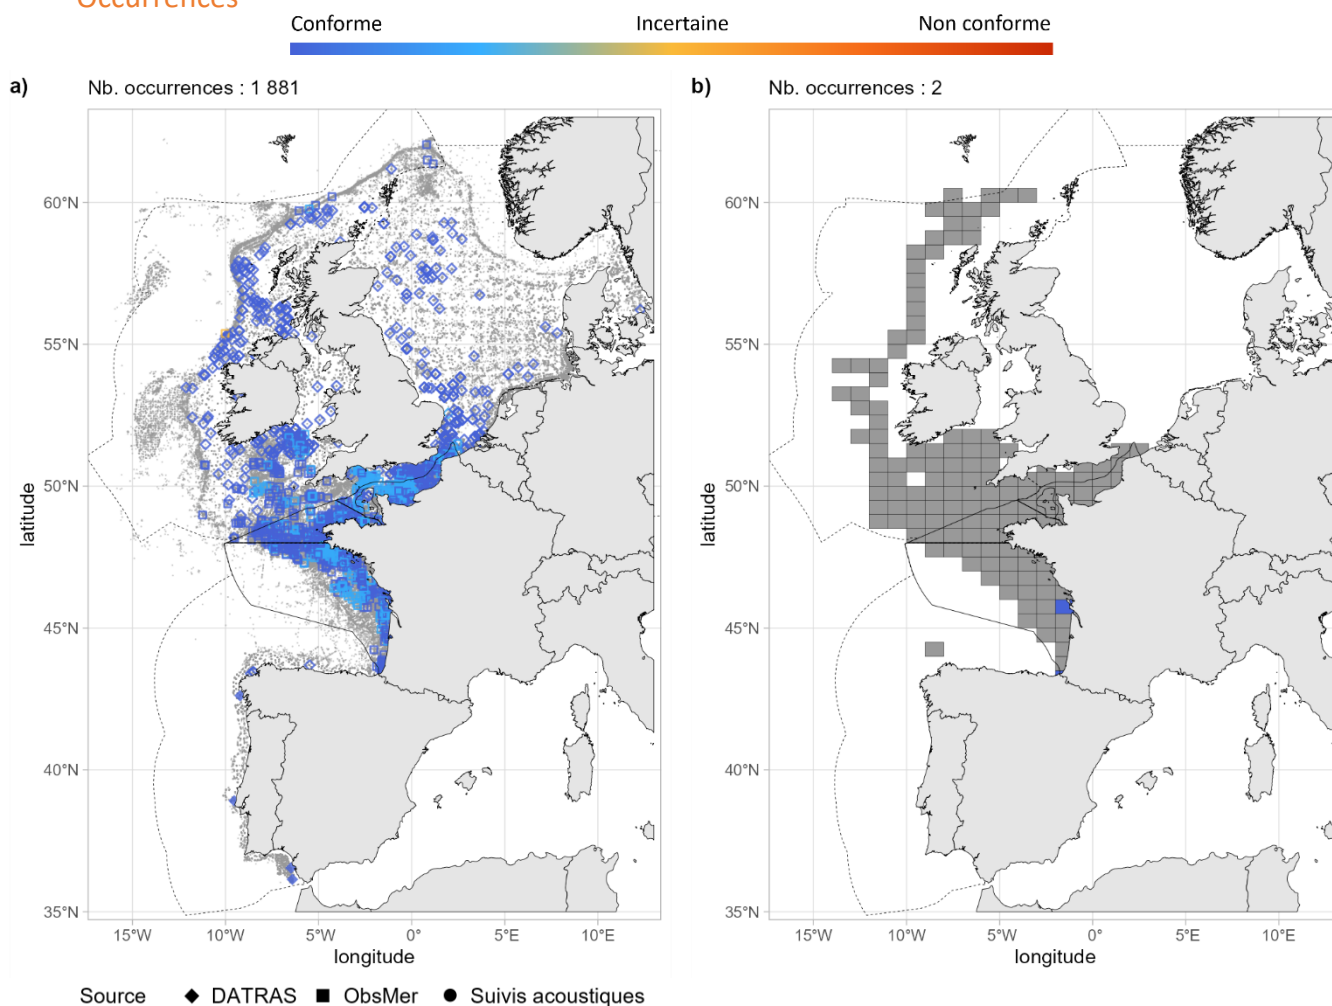 Occurrences
Conforme Incertaine Non conforme
a) Nb. occurrences : 1 881
b) Nb. occurrences : 2
60°N
55°N
50°N
45°N
40°N
35°N
latitude
15°W 10°W 5°W 0°C 5°E 10°E
longitude
60°N
55°N
50°N
45°N
40°N
35°N
latitude
15°W 10°W 5°W 0°C 5°E 10°E
longitude
Source DATRAS ObsMer Suivis acoustiques